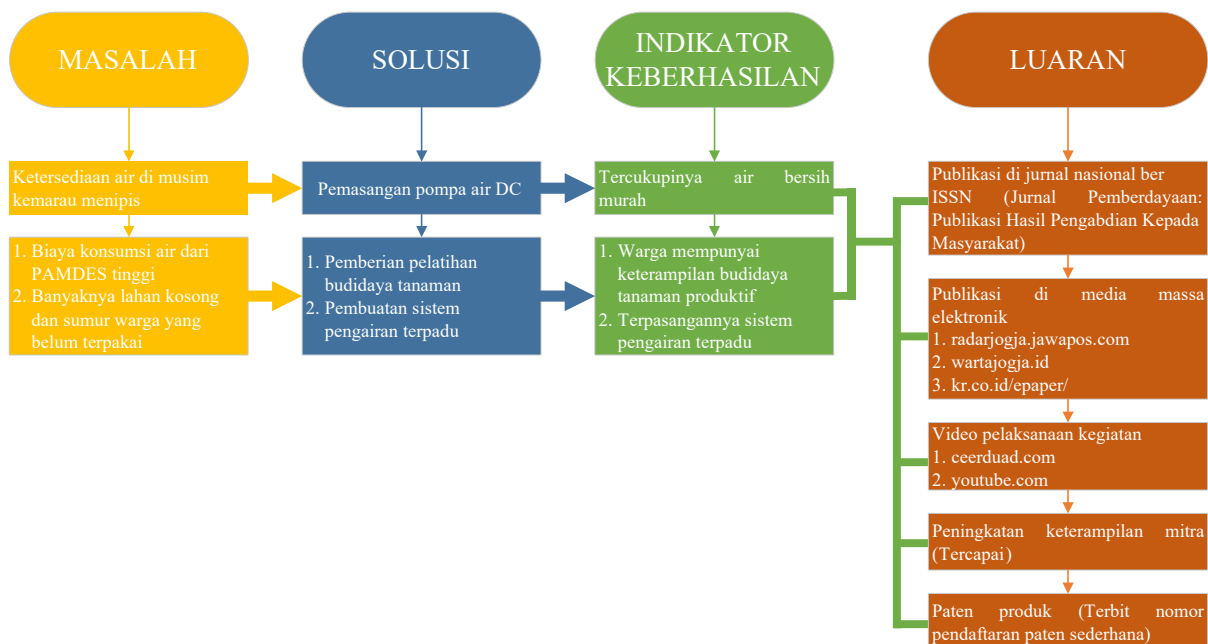 MASALAH
Ketersediaan air di musim
kemarau menipis
1. Biaya konsumsi air dari
PAMDES tinggi
2. Banyaknya lahan kosong
dan sumur warga yang
belum terpakai
SOLUSI
Pemasangan pompa air DC
1. Pemberian pelatihan
budidaya tanaman
2. Pembuatan sistem
pengairan terpadu
INDIKATOR
KEBERHASILAN
Tercukupinya air bersih
murah
1. Warga mempunyai
keterampilan budidaya
tanaman produktif
2. Terpasangannya sistem
pengairan terpadu
LUARAN
Publikasi di jurnal nasional ber
ISSN (Jurnal Pemberdayaan:
Publikasi Hasil Pengabdian Kepada
Masyarakat)
Publikasi di media massa
elektronik
1. radarjogja.jawapos.com
2. wartajogja.id
3. kr.co.id/epaper/
Video pelaksanaan kegiatan
1. ceerduad.com
2. youtube.com
Peningkatan keterampilan mitra
(Tercapai)
Paten produk (Terbit nomor
pendaftaran paten sederhana)